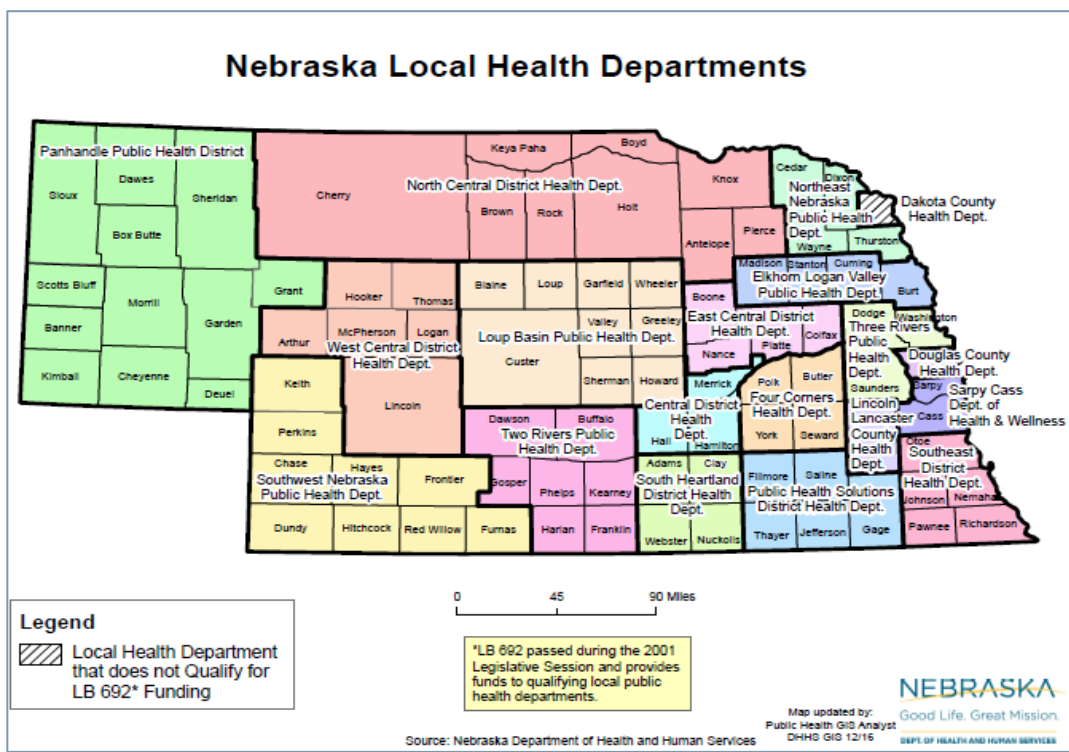 Nebraska Local Health Departments
Panhandle Public Health District
Sioux
Dawes
Sheridan
Box Butte
Scotts Bluff
Morrill
Garden
Grant
Banner
Kimball
Cheyenne
Deuel
Cherry
Keya Paha
Boyd
North Central District Health Dept.
Brown
Rock
Holt
Knox
Antelope
Pierce
Cedar
Dixon
Northeast
Nebraska
Public Health
Dept.
Wayne
Thurston
Dakota County
Health Dept.
Madison
Stanton
Cuming
Burt
Elkhorn Logan Valley
Public Health Dept.
Hooker
Thomas
Arthur
McPherson
Logan
West Central District
Health Dept.
Lincoln
Blaine
Loup
Garfield
Wheeler
Loup Basin Public Health Dept.
Valley
Greeley
Custer
Sherman
Howard
Boone
East Central District
Health Dept.
Platte
Colfax
Nance
Dodge
Washington
Three Rivers
Public
Health
Dept.
Saunders
Douglas County
Health Dept.
Sarpy
Cass
Sarpy Cass
Dept. of
Health & Wellness
Merrick
Central District
Health
Dept.
Hall
Hamilton
Polk
Butler
Four Corners
Health Dept.
York
Seward
Lincoln
Lancaster
County Health
Dept.
Otoe
Southeast
District
Health Dept.
Johnson
Nemaha
Pawnee
Richardson
Keith
Perkins
Chase
Hayes
Frontier
Southwest Nebraska
Public Health Dept.
Dundy
Hitchcock
Red Willow
Furnas
Dawson
Buffalo
Two Rivers Public
Health Dept.
Gosper
Phelps
Kearney
Harlan
Franklin
Adams
Clay
South Heartland
District Health
Dept.
Webster
Nuckolls
Fillmore
Saline
Public Health Solutions
District Health Dept.
Thayer
Jefferson
Gage
0 45 90 Miles
Legend
Local Health Department
that does not Qualify for
LB 692* Funding
*LB 692 passed during the 2001
Legislative Session and provides
funds to qualifying local public
health departments.
Source: Nebraska Department of Health and Human Services
Map updated by:
Public Health GIS Analyst
DHHS GIS 12/16
NEBRASKA
Good Life. Great Mission.
DEPT. OF HEALTH AND HUMAN SERVICES